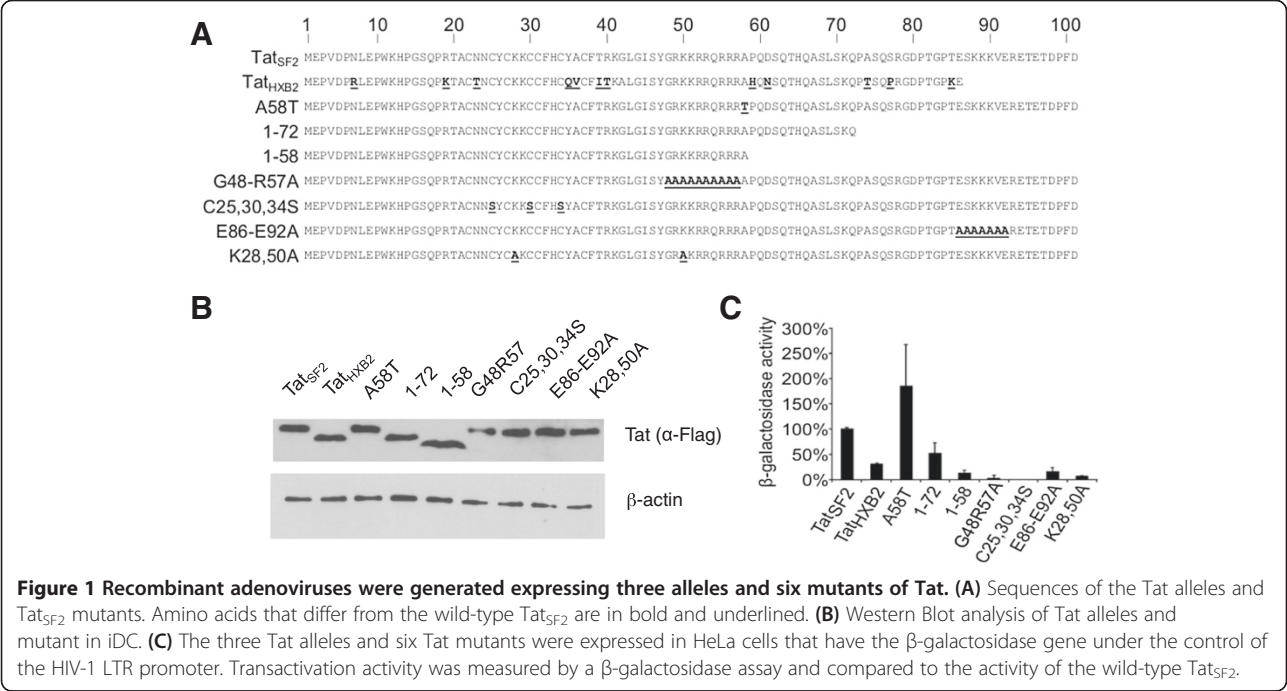 A
1 10 20 30 40 50 60 70 80 90 100
TatSF2 MEPVDPNLEPWKHPGSQPRTACNNCYCKKCCFHCYACFTRKGLGISYGRKKRRQRRRAPQDSQTHQASLSKQPASQSRGDPTGPTESKKKVERETETDPFD
TatHXB2 MEPVDPRLEPWKHPGSQPKTACTNCYCKKCCFHCQVCFITKALGISYGRKKRRQRRRAHQNSQTHQASLSKQPTSQPRGDPTGPKE
A58T MEPVDPNLEPWKHPGSQPRTACNNCYCKKCCFHCYACFTRKGLGISYGRKKRRQRRRTPQDSQTHQASLSKQPASQSRGDPTGPTESKKKVERETETDPFD
1-72 MEPVDPNLEPWKHPGSQPRTACNNCYCKKCCFHCYACFTRKGLGISYGRKKRRQRRRAPQDSQTHQASLSKQ
1-58 MEPVDPNLEPWKHPGSQPRTACNNCYCKKCCFHCYACFTRKGLGISYGRKKRRQRRRA
G48-R57A MEPVDPNLEPWKHPGSQPRTACNNCYCKKCCFHCYACFTRKGLGISYAAAAAAAAAAAPQDSQTHQASLSKQPASQSRGDPTGPTESKKKVERETETDPFD
C25,30,34S MEPVDPNLEPWKHPGSQPRTACNNSYCKKSCFHSYACFTRKGLGISYGRKKRRQRRRAPQDSQTHQASLSKQPASQSRGDPTGPTESKKKVERETETDPFD
E86-E92A MEPVDPNLEPWKHPGSQPRTACNNCYCKKCCFHCYACFTRKGLGISYGRKKRRQRRRAPQDSQTHQASLSKQPASQSRGDPTGPTAAAAAAARETETDPFD
K28,50A MEPVDPNLEPWKHPGSQPRTACNNCYCAKCCFHCYACFTRKGLGISYGRAKRRQRRRAPQDSQTHQASLSKQPASQSRGDPTGPTESKKKVERETETDPFD
B
TatSF2 TatHXB2 A58T 1-72 1-58 G48R57 C25,30,34S E86-E92A K28,50A
Tat (α-Flag)
β-actin
C
β-galactosidase activity
300%
250%
200%
150%
100%
50%
0%
TatSF2 TatHXB2 A58T 1-72 1-58 G48R57A C25,30,34S E86-E92A K28,50A
Figure 1 Recombinant adenoviruses were generated expressing three alleles and six mutants of Tat. (A) Sequences of the Tat alleles and
TatSF2 mutants. Amino acids that differ from the wild-type TatSF2 are in bold and underlined. (B) Western Blot analysis of Tat alleles and
mutant in iDC. (C) The three Tat alleles and six Tat mutants were expressed in HeLa cells that have the β-galactosidase gene under the control of
the HIV-1 LTR promoter. Transactivation activity was measured by a β-galactosidase assay and compared to the activity of the wild-type TatSF2.